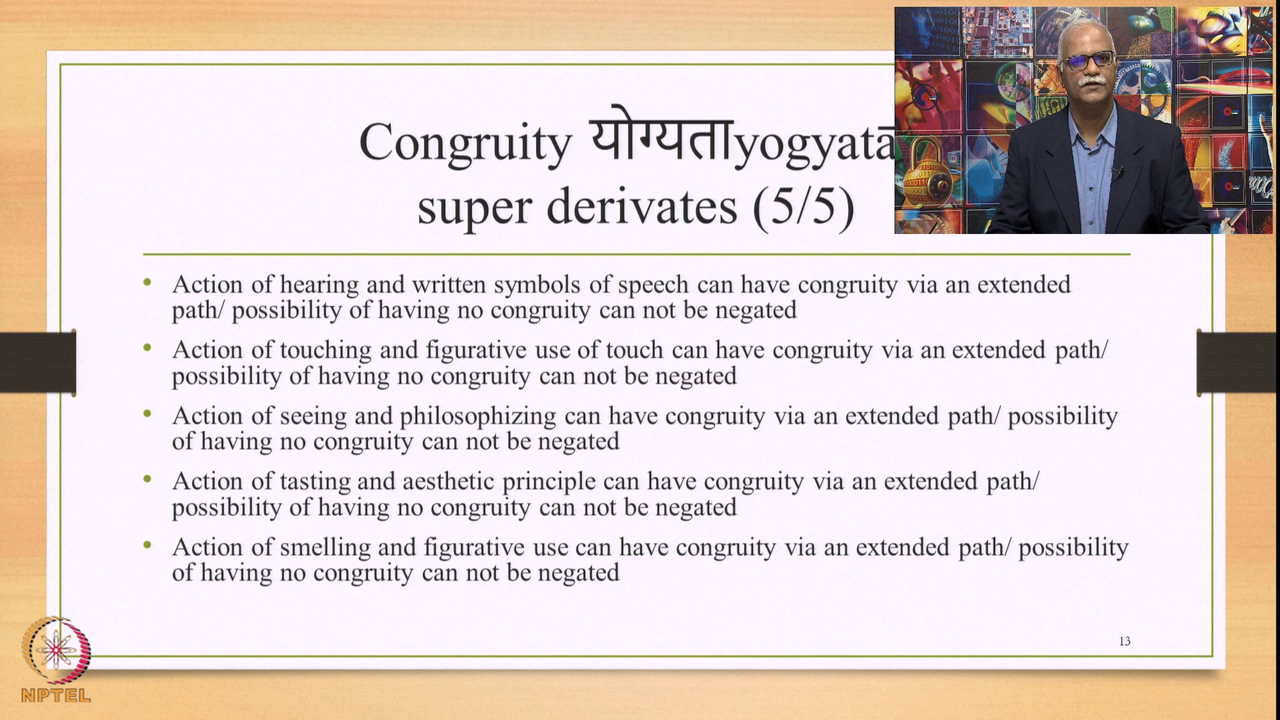 Congruity योग्यताyogyatā
super derivates (5/5)
• Action of hearing and written symbols of speech can have congruity via an extended
path/ possibility of having no congruity can not be negated
• Action of touching and figurative use of touch can have congruity via an extended path/
possibility of having no congruity can not be negated
• Action of seeing and philosophizing can have congruity via an extended path/ possibility
of having no congruity can not be negated
• Action of tasting and aesthetic principle can have congruity via an extended path/
possibility of having no congruity can not be negated
• Action of smelling and figurative use can have congruity via an extended path/ possibility
of having no congruity can not be negated
13
NPTEL